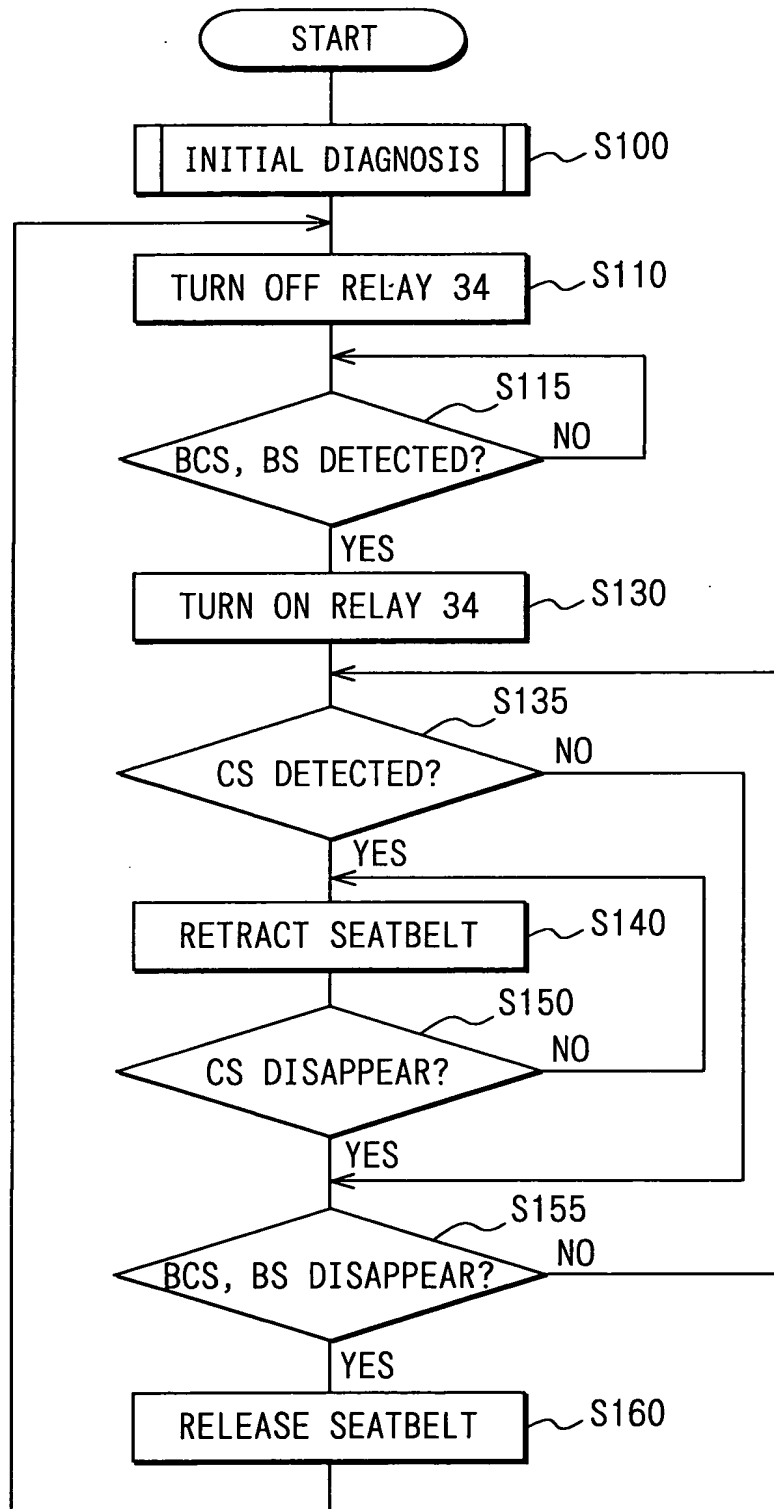 START
INITIAL DIAGNOSIS
S100
TURN OFF RELAY 34
S110
S115
BCS, BS DETECTED?
NO
YES
TURN ON RELAY 34
S130
S135
CS DETECTED?
NO
YES
RETRACT SEATBELT
S140
S150
CS DISAPPEAR?
NO
YES
S155
BCS, BS DISAPPEAR?
NO
YES
RELEASE SEATBELT
S160